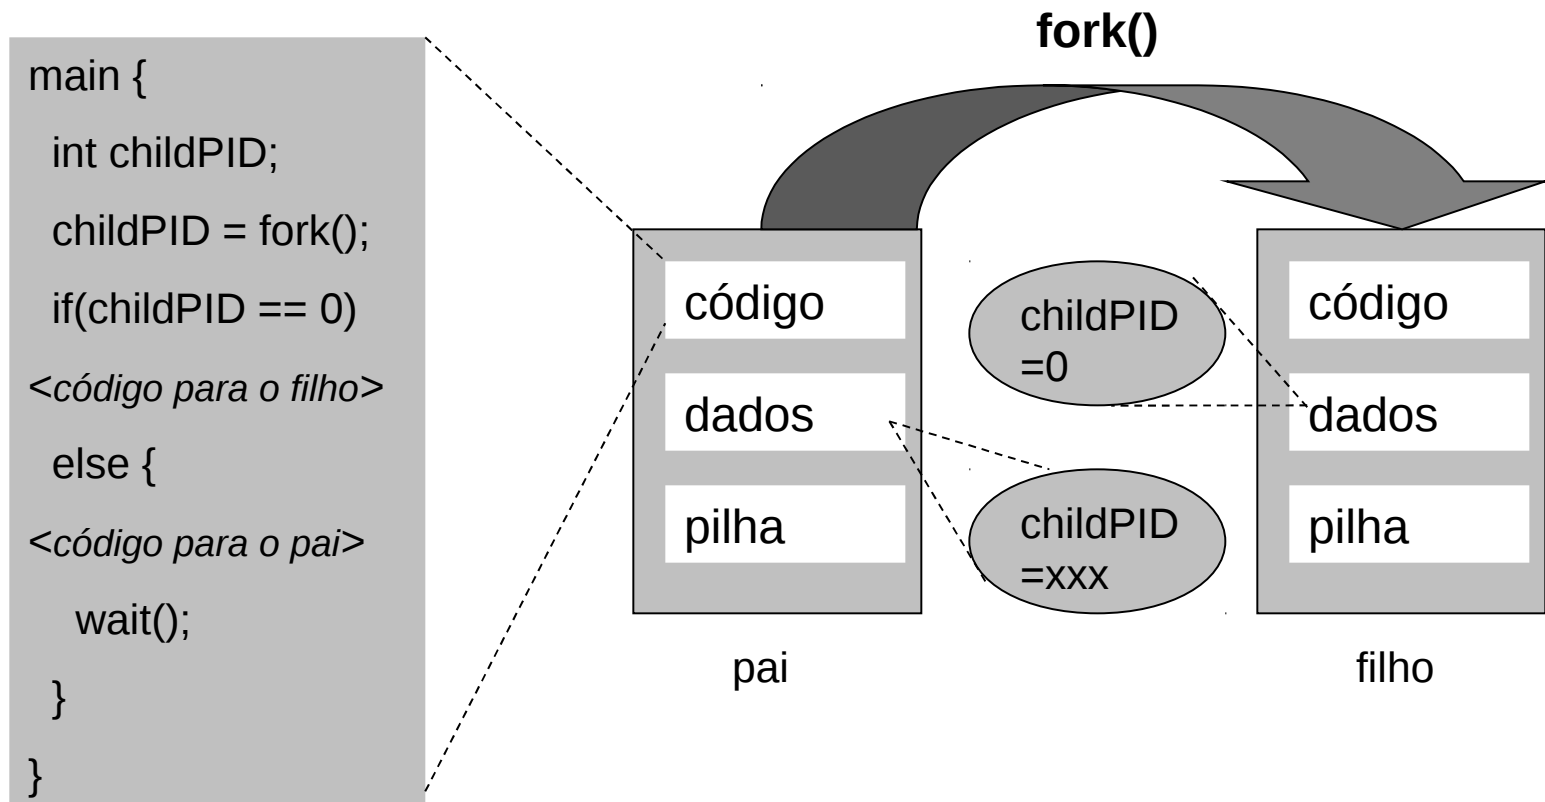 main {
int childPID;
childPID = fork();
if(childPID == 0)
<código para o filho>
else {
<código para o pai>
wait();
}
}
fork()
código
dados
pilha
pai
childPID
=0
childPID
=xxx
código
dados
pilha
filho